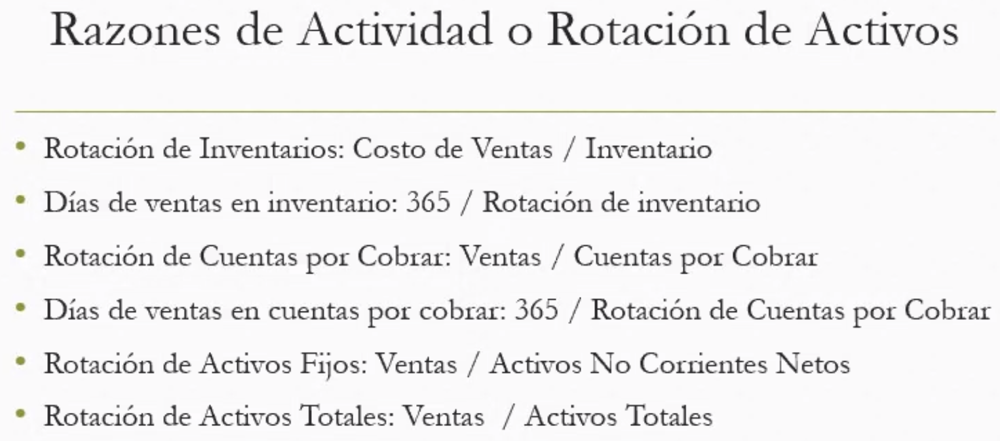 Razones de Actividad o Rotación de Activos
• Rotación de Inventarios: Costo de Ventas / Inventario
• Días de ventas en inventario: 365 / Rotación de inventario
• Rotación de Cuentas por Cobrar: Ventas / Cuentas por Cobrar
• Días de ventas en cuentas por cobrar: 365 / Rotación de Cuentas por Cobrar
• Rotación de Activos Fijos: Ventas / Activos No Corrientes Netos
• Rotación de Activos Totales: Ventas / Activos Totales